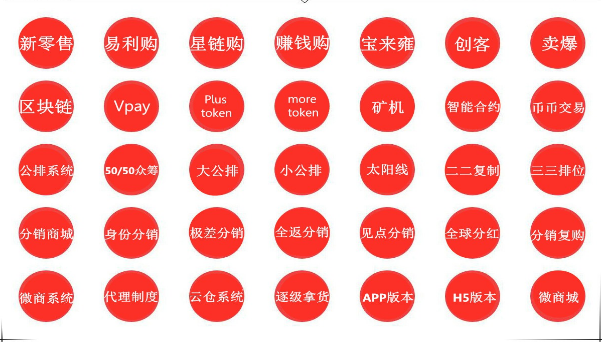 新零售 易利购 星链购 赚钱购 宝来雍 创客 卖爆
区块链 Vpay Plus token more token 矿机 智能合约 币币交易
公排系统 50/50众筹 大公排 小公排 太阳线 二二复制 三三排位
分销商城 身份分销 极差分销 全返分销 见点分销 全球分红 分销复购
微商系统 代理制度 云仓系统 逐级拿货 APP版本 H5版本 微商城